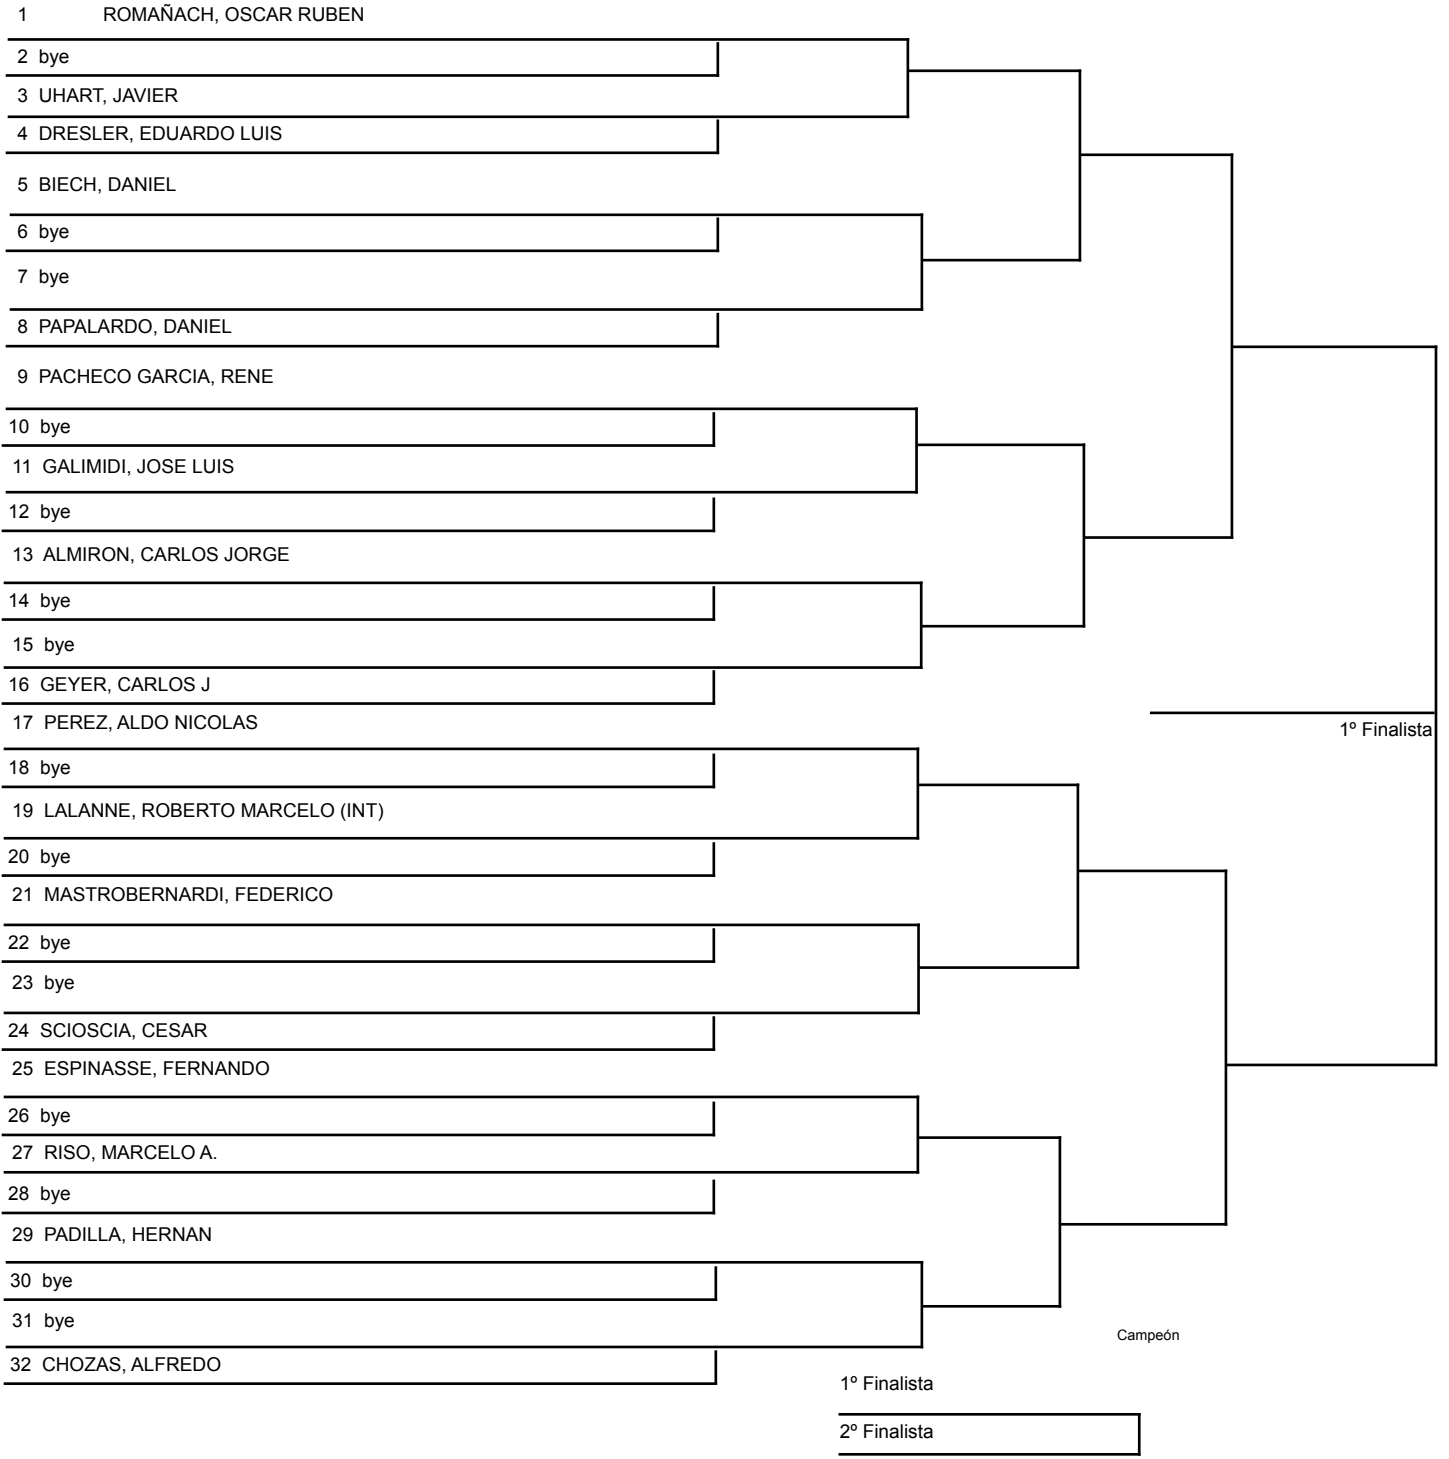 1 ROMAÑACH, OSCAR RUBEN
2 bye
3 UHART, JAVIER
4 DRESLER, EDUARDO LUIS
5 BIECH, DANIEL
6 bye
7 bye
8 PAPALARDO, DANIEL
9 PACHECO GARCIA, RENE
10 bye
11 GALIMIDI, JOSE LUIS
12 bye
13 ALMIRON, CARLOS JORGE
14 bye
15 bye
16 GEYER, CARLOS J
17 PEREZ, ALDO NICOLAS
1º Finalista
18 bye
19 LALANNE, ROBERTO MARCELO (INT)
20 bye
21 MASTROBERNARDI, FEDERICO
22 bye
23 bye
24 SCIOSCIA, CESAR
25 ESPINASSE, FERNANDO
26 bye
27 RISO, MARCELO A.
28 bye
29 PADILLA, HERNAN
30 bye
31 bye
Campeón
32 CHOZAS, ALFREDO
1º Finalista
2º Finalista